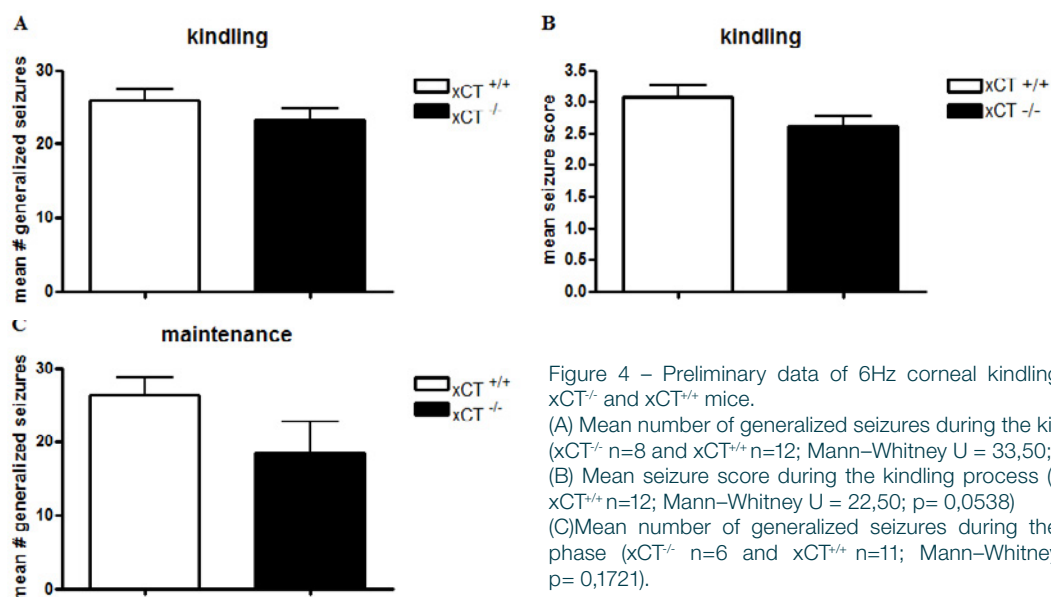 A
kindling
mean # generalized seizures
30
20
10
0
xCT +/+
xCT -/-
B
kindling
mean seizure score
3.5
3.0
2.5
2.0
1.5
1.0
0.5
0.0
xCT +/+
xCT -/-
C
maintenance
mean # generalized seizures
30
20
10
0
xCT +/+
xCT -/-
Figure 4 – Preliminary data of 6Hz corneal kindling
xCT-/- and xCT+/+ mice.
(A) Mean number of generalized seizures during the
(xCT-/- n=8 and xCT+/+ n=12; Mann–Whitney U = 33,50;
(B) Mean seizure score during the kindling process (
xCT+/+ n=12; Mann–Whitney U = 22,50; p= 0,0538)
(C)Mean number of generalized seizures during the
phase (xCT-/- n=6 and xCT+/+ n=11; Mann–Whitney
p= 0,1721).